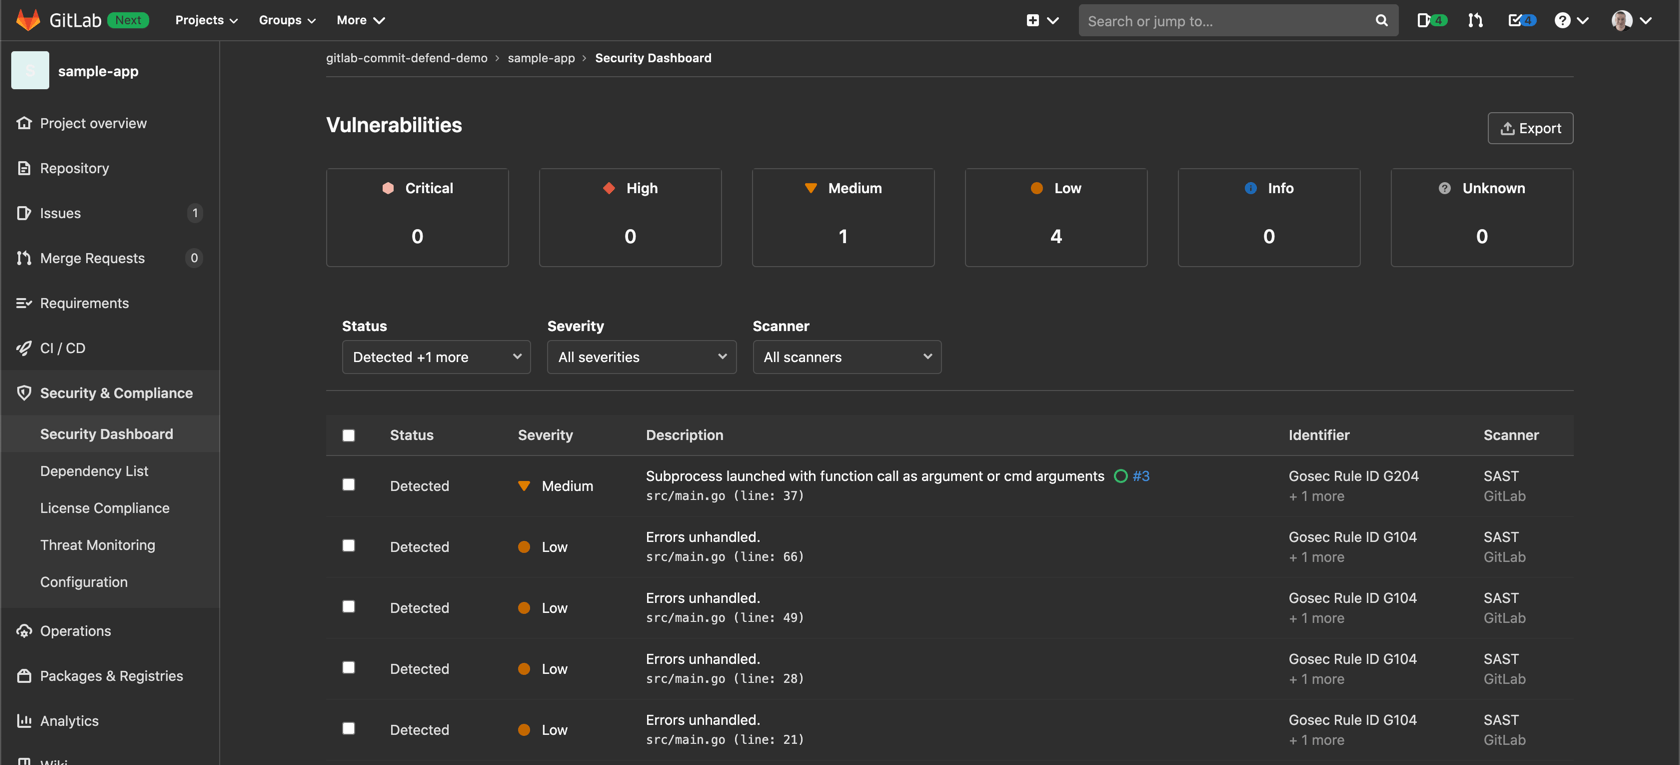 GitLab Next Projects Groups More Search or jump to... 4 4
S sample-app
gitlab-commit-defend-demo › sample-app › Security Dashboard
Project overview
Repository
Issues 1
Merge Requests 0
Requirements
CI / CD
Security & Compliance
Security Dashboard
Dependency List
License Compliance
Threat Monitoring
Configuration
Operations
Packages & Registries
Analytics
Wiki
Vulnerabilities
Export
Critical High Medium Low Info Unknown
0 0 1 4 0 0
Status Severity Scanner
Detected +1 more All severities All scanners
Status Severity Description Identifier Scanner
Detected Medium Subprocess launched with function call as argument or cmd arguments #3 Gosec Rule ID G204 SAST
src/main.go (line: 37) + 1 more GitLab
Detected Low Errors unhandled. Gosec Rule ID G104 SAST
src/main.go (line: 66) + 1 more GitLab
Detected Low Errors unhandled. Gosec Rule ID G104 SAST
src/main.go (line: 49) + 1 more GitLab
Detected Low Errors unhandled. Gosec Rule ID G104 SAST
src/main.go (line: 28) + 1 more GitLab
Detected Low Errors unhandled. Gosec Rule ID G104 SAST
src/main.go (line: 21) + 1 more GitLab